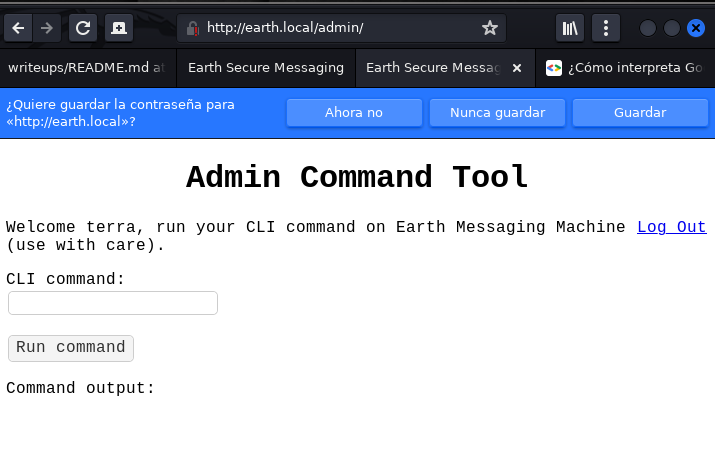 http://earth.local/admin/
writeups/README.md at
Earth Secure Messaging
Earth Secure Messag
¿Cómo interpreta Go
¿Quiere guardar la contraseña para
«http://earth.local»?
Ahora no
Nunca guardar
Guardar
Admin Command Tool
Welcome terra, run your CLI command on Earth Messaging Machine Log Out
(use with care).
CLI command:
Run command
Command output: